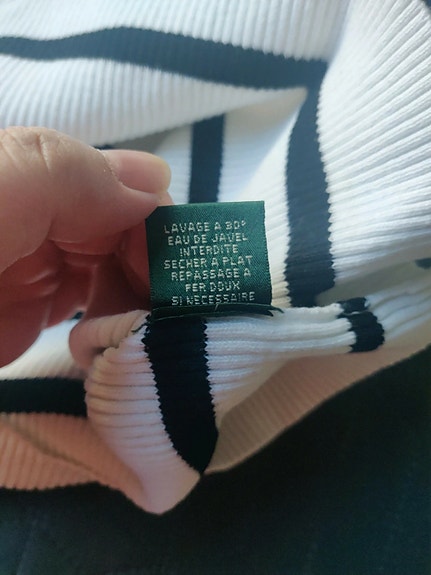 LAVAGE A 30°
EAU DE JAVEL
INTERDITE
SECHER A PLAT
REPASSAGE A
FER DOUX
SI NECESSAIRE